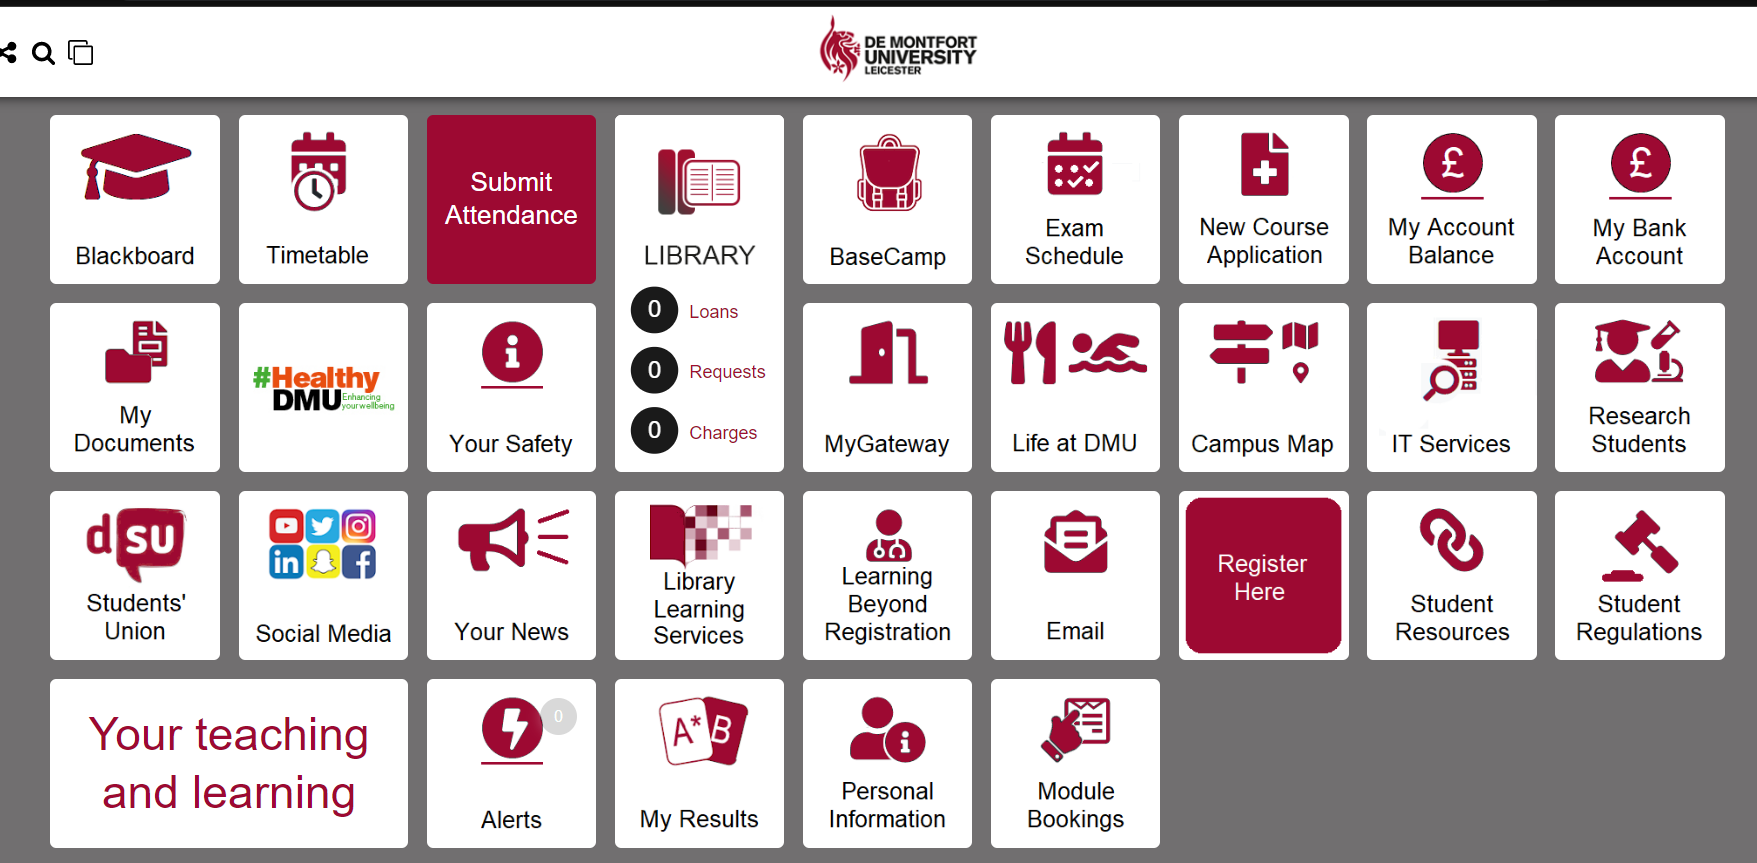 DE MONTFORT
UNIVERSITY
LEICESTER
Blackboard
Timetable
Submit
Attendance
LIBRARY
0 Loans
0 Requests
0 Charges
BaseCamp
Exam
Schedule
New Course
Application
£
My Account
Balance
£
My Bank
Account
My
Documents
#Healthy
DMU Enhancing
your wellbeing
Your Safety
MyGateway
Life at DMU
Campus Map
IT Services
Research
Students
dsu
Students'
Union
in
Social Media
Your News
Library
Learning
Services
Learning
Beyond
Registration
Email
Register
Here
Student
Resources
Student
Regulations
Your teaching
and learning
0
Alerts
A* B
My Results
Personal
Information
Module
Bookings